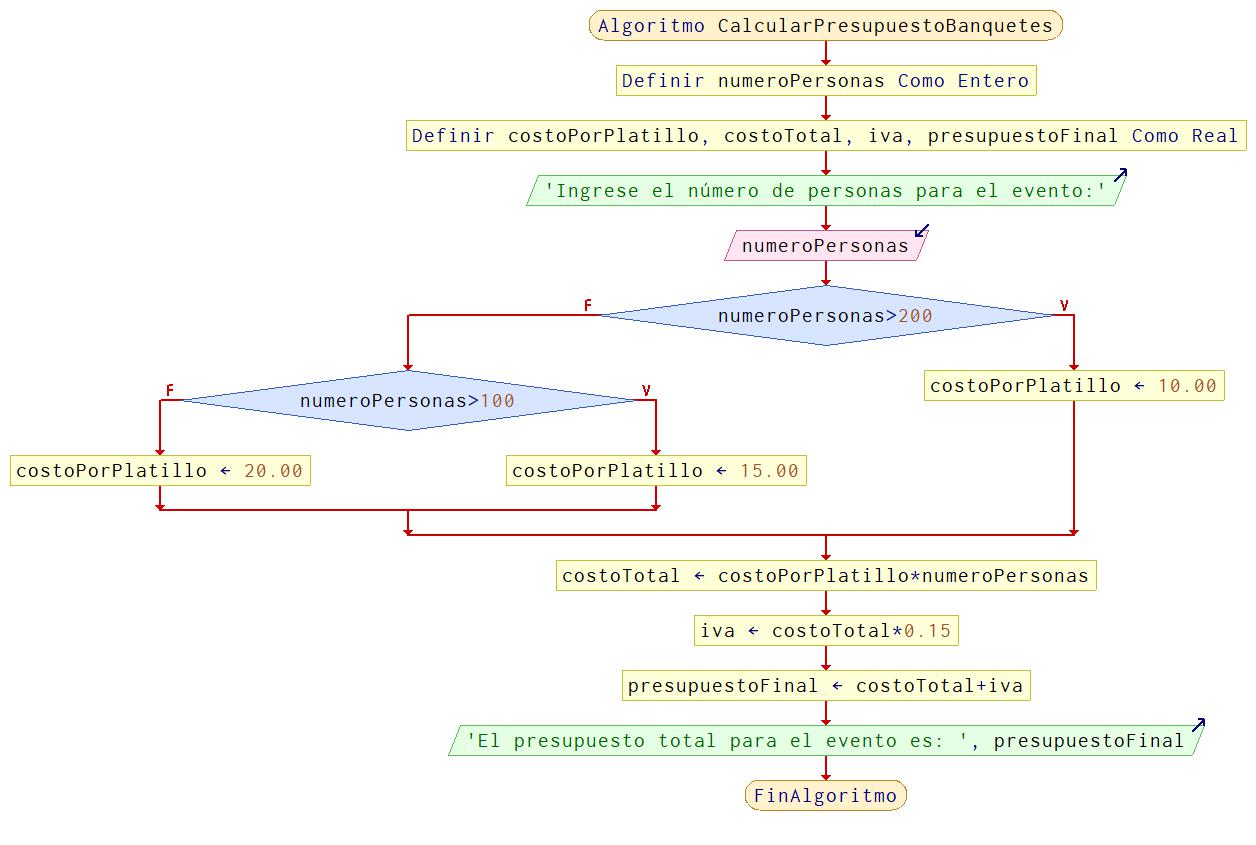 Algoritmo CalcularPresupuestoBanquetes
Definir numeroPersonas Como Entero
Definir costoPorPlatillo, costoTotal, iva, presupuestoFinal Como Real
'Ingrese el número de personas para el evento:'
numeroPersonas
numeroPersonas>200
F
V
numeroPersonas>100
F
V
costoPorPlatillo ← 10.00
costoPorPlatillo ← 20.00
costoPorPlatillo ← 15.00
costoTotal ← costoPorPlatillo*numeroPersonas
iva ← costoTotal*0.15
presupuestoFinal ← costoTotal+iva
'El presupuesto total para el evento es: ', presupuestoFinal
FinAlgoritmo